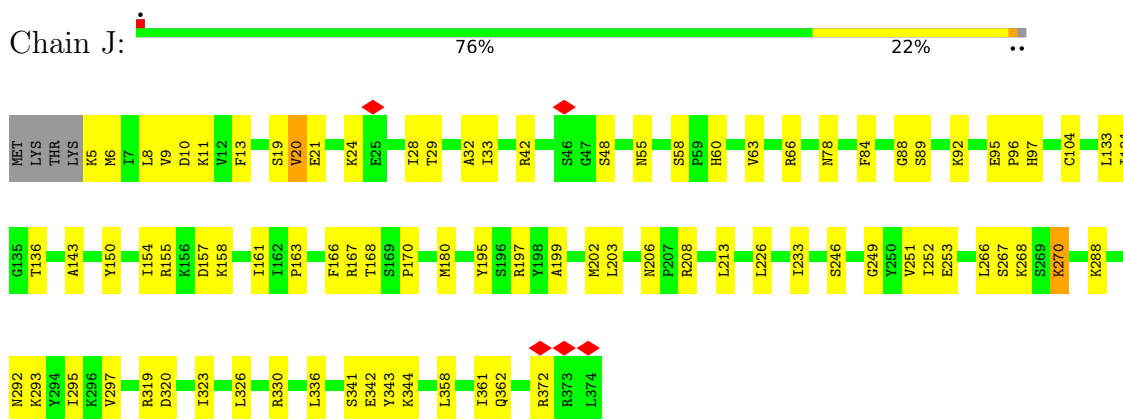 Chain J:
76%
22%
MET LYS THR LYS K5 M6 I7 L8 V9 D10 K11 V12 F13 S19 V20 E21 K24 E25 I28 T29 A32 I33 R42 S46 G47 S48 N55 S58 P59 H60 V63 R66 N78 F84 G88 S89 K92 E95 P96 H97 C104 L133 I134
G135 T136 A143 Y150 I154 R155 K156 D157 K158 I161 I162 P163 F166 R167 T168 S169 P170 M180 Y195 S196 R197 Y198 A199 M202 L203 N206 P207 R208 L213 L226 I233 S246 G249 Y250 V251 I252 E253 L266 S267 K268 S269 K270 K288
N292 K293 Y294 I295 K296 V297 R319 D320 I323 L326 R330 L336 S341 E342 Y343 K344 L358 I361 Q362 R372 R373 L374